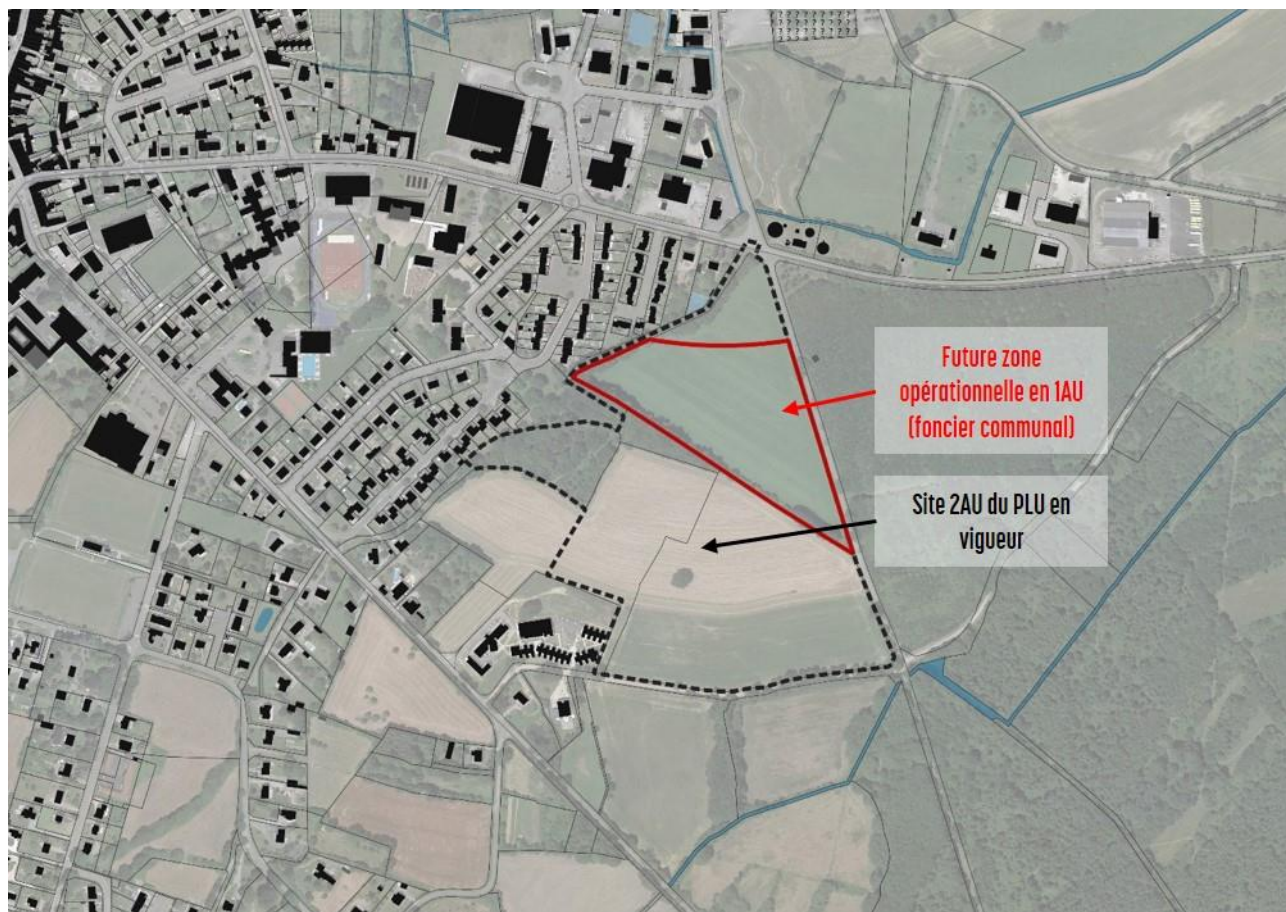 Future zone
opérationnelle en 1AU
(foncier communal)
Site 2AU du PLU en
vigueur